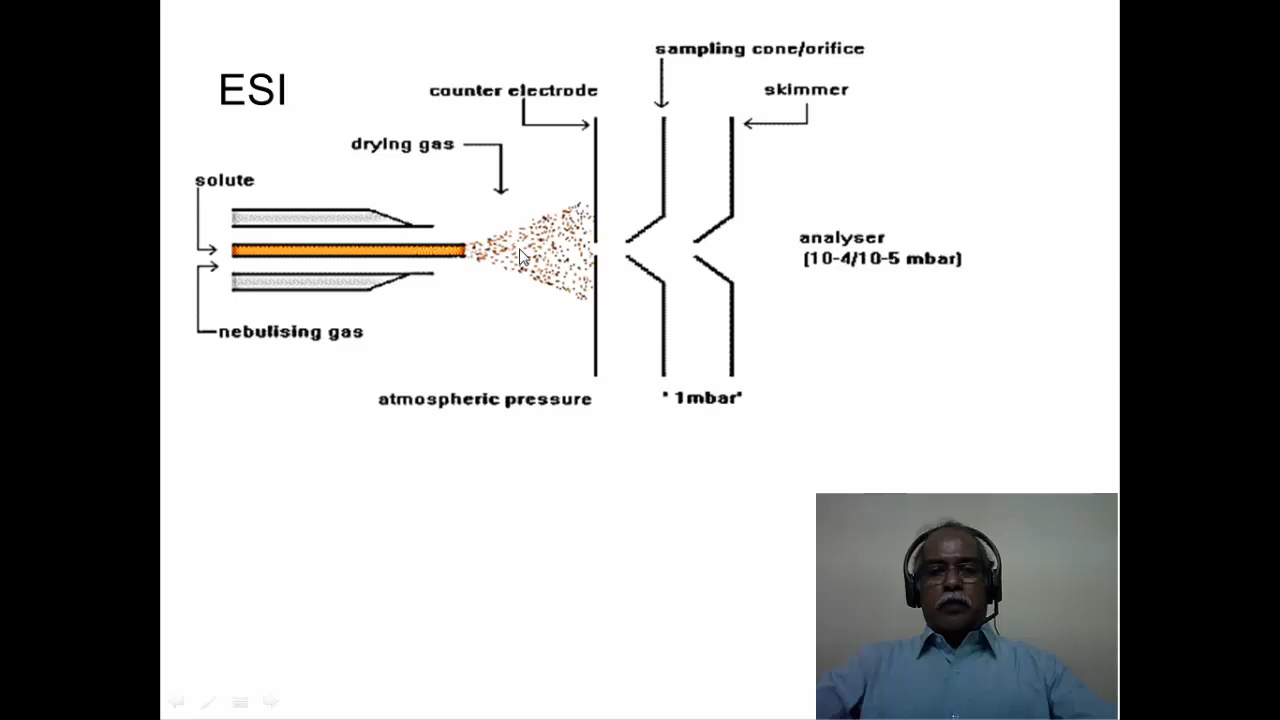 ESI
sampling cone/orifice
counter electrode
skimmer
drying gas
solute
analyser
(10-4/10-5 mbar)
nebulising gas
atmospheric pressure
' 1mbar'